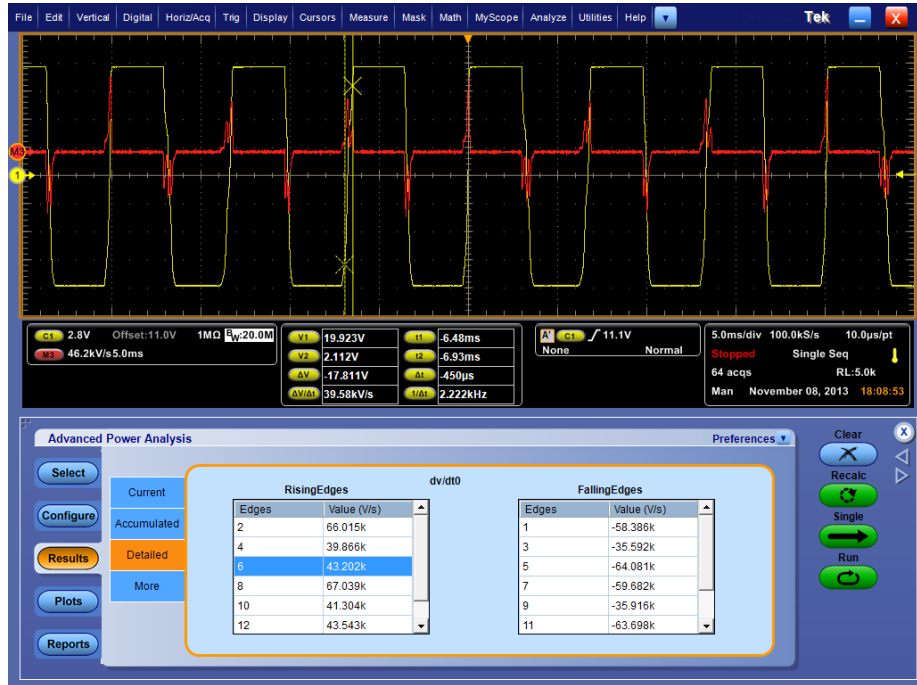 File Edit Vertical Digital Horiz/Acq Trig Display Cursors Measure Mask Math MyScope Analyze Utilities Help Tek X
M3
1
C1 2.8V Offset:11.0V 1MΩ BW:20.0M
M3 46.2kV/s 5.0ms
V1 19.923V t1 -6.48ms
V2 2.112V t2 -6.93ms
ΔV -17.811V Δt -450µs
ΔV/Δt 39.58kV/s 1/Δt 2.222kHz
A' C1 11.1V
None Normal
5.0ms/div 100.0kS/s 10.0µs/pt
Stopped Single Seq
64 acqs RL:5.0k
Man November 08, 2013 18:08:53
Advanced Power Analysis Preferences
Select
Configure
Results
Plots
Reports
Current
Accumulated
Detailed
More
dv/dt0
RisingEdges
Edges Value (V/s)
2 66.015k
4 39.866k
6 43.202k
8 67.039k
10 41.304k
12 43.543k
FallingEdges
Edges Value (V/s)
1 -58.386k
3 -35.592k
5 -64.081k
7 -59.682k
9 -35.916k
11 -63.698k
Clear X
Recalc
Single
Run